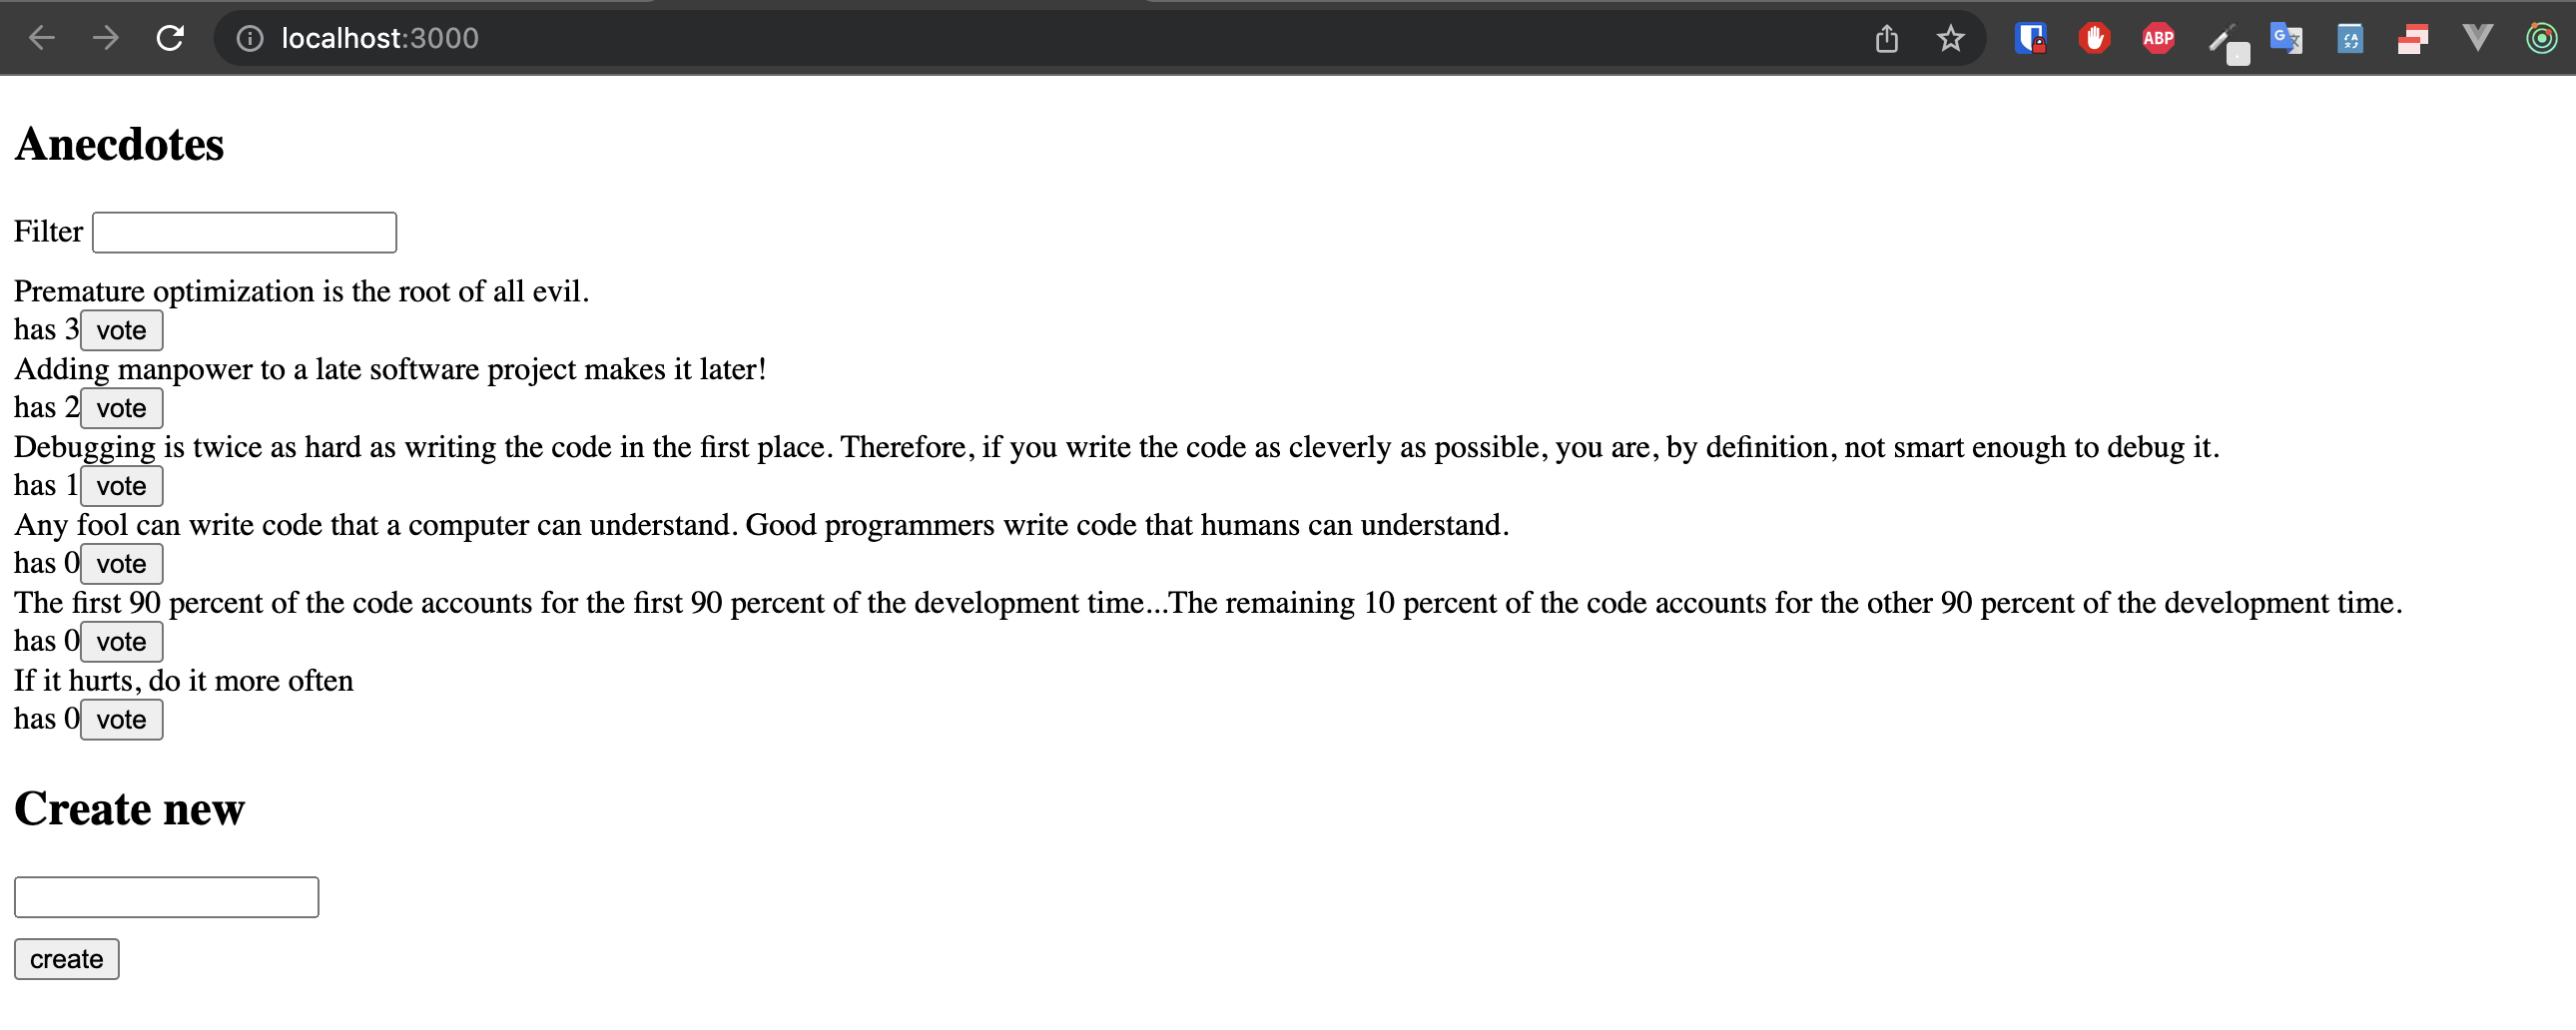 localhost:3000
ABP
Anecdotes
Filter
Premature optimization is the root of all evil.
has 3 vote
Adding manpower to a late software project makes it later!
has 2 vote
Debugging is twice as hard as writing the code in the first place. Therefore, if you write the code as cleverly as possible, you are, by definition, not smart enough to debug it.
has 1 vote
Any fool can write code that a computer can understand. Good programmers write code that humans can understand.
has 0 vote
The first 90 percent of the code accounts for the first 90 percent of the development time...The remaining 10 percent of the code accounts for the other 90 percent of the development time.
has 0 vote
If it hurts, do it more often
has 0 vote
Create new
create